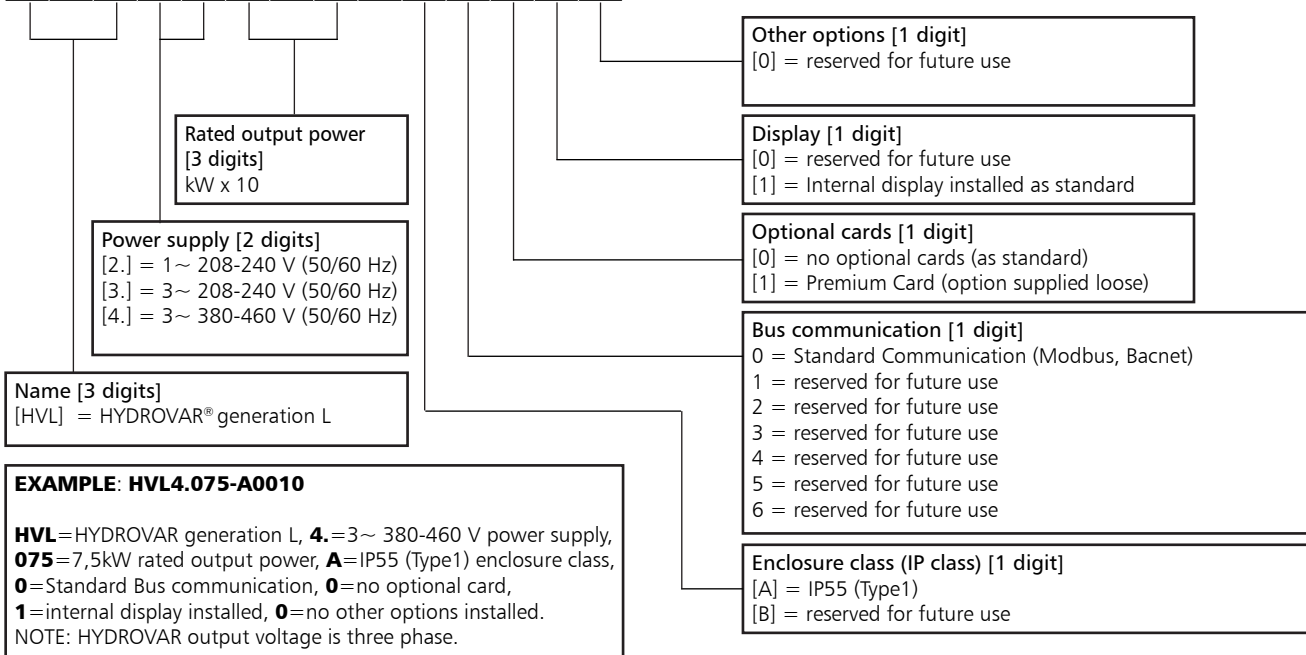 Other options [1 digit]
[0] = reserved for future use
Rated output power
[3 digits]
kW x 10
Display [1 digit]
[0] = reserved for future use
[1] = Internal display installed as standard
Power supply [2 digits]
[2.] = 1~ 208-240 V (50/60 Hz)
[3.] = 3~ 208-240 V (50/60 Hz)
[4.] = 3~ 380-460 V (50/60 Hz)
Optional cards [1 digit]
[0] = no optional cards (as standard)
[1] = Premium Card (option supplied loose)
Bus communication [1 digit]
0 = Standard Communication (Modbus, Bacnet)
1 = reserved for future use
2 = reserved for future use
3 = reserved for future use
4 = reserved for future use
5 = reserved for future use
6 = reserved for future use
Name [3 digits]
[HVL] = HYDROVAR® generation L
EXAMPLE: HVL4.075-A0010
HVL=HYDROVAR generation L, 4.=3~ 380-460 V power supply,
075=7,5kW rated output power, A=IP55 (Type1) enclosure class,
0=Standard Bus communication, 0=no optional card,
1=internal display installed, 0=no other options installed.
NOTE: HYDROVAR output voltage is three phase.
Enclosure class (IP class) [1 digit]
[A] = IP55 (Type1)
[B] = reserved for future use